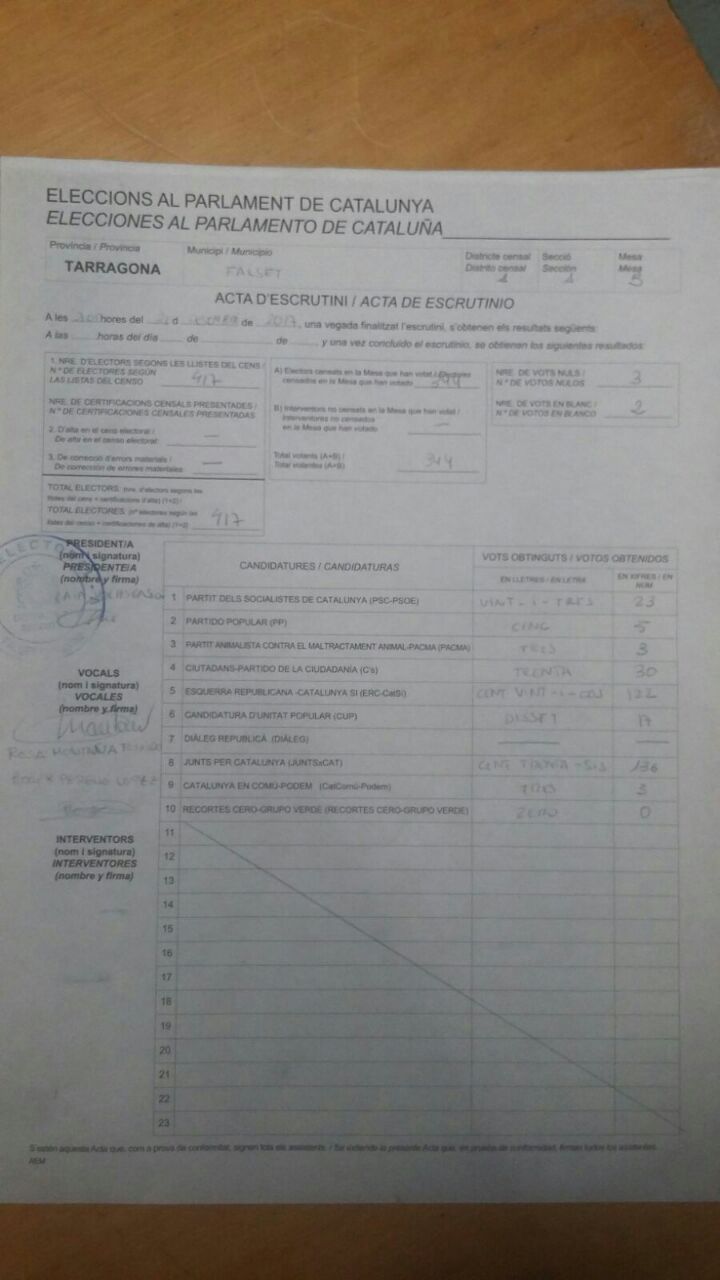 ELECCIONS AL PARLAMENT DE CATALUNYA
ELECCIONES AL PARLAMENTO DE CATALUÑA
Província / Provincia
Municipi / Municipio
Districte censal
Distrito censal
Secció
Sección
Mesa
Mesa
TARRAGONA
FALSET
1
1
B
ACTA D'ESCRUTINI / ACTA DE ESCRUTINIO
A les 20 hores del 21 d de 2017, una vegada finalitzat l'escrutini, s'obtenen els resultats següents:
A las horas del día de de , y una vez concluido el escrutinio, se obtienen los siguientes resultados:
1. NRE. D'ELECTORS SEGONS LES LLISTES DEL CENS /
N.º DE ELECTORES SEGÚN
LAS LISTAS DEL CENSO
417
NRE. DE CERTIFICACIONS CENSALS PRESENTADES /
N.º DE CERTIFICACIONES CENSALES PRESENTADAS
2. D'alta en el cens electoral /
De alta en el censo electoral:
—
3. De correcció d'errors materials /
De corrección de errores materiales:
—
TOTAL ELECTORS: (nre. d'electors segons les
llistes del cens + certificacions d'alta) (1+2) /
TOTAL ELECTORES: (nº electores según las
listas del censo + certificaciones de alta) (1+2)
417
A) Electors censats en la Mesa que han votat / Electores
censados en la Mesa que han votado
344
B) Interventors no censats en la Mesa que han votat /
Interventores no censados
en la Mesa que han votado
—
Total votants (A+B) /
Total votantes (A+B)
344
NRE. DE VOTS NULS /
N.º DE VOTOS NULOS
3
NRE. DE VOTS EN BLANC /
N.º DE VOTOS EN BLANCO
2
ELECTO
PRESIDENT/A
(nom i signatura)
PRESIDENTE/A
(nombre y firma)
VOCALS
(nom i signatura)
VOCALES
(nombre y firma)
ROSA
INTERVENTORS
(nom i signatura)
INTERVENTORES
(nombre y firma)
CANDIDATURES / CANDIDATURAS
VOTS OBTINGUTS / VOTOS OBTENIDOS
EN LLETRES / EN LETRA
EN XIFRES / EN NUM
1 PARTIT DELS SOCIALISTES DE CATALUNYA (PSC-PSOE) VINT-I-TRES 23
2 PARTIDO POPULAR (PP) CINC 5
3 PARTIT ANIMALISTA CONTRA EL MALTRACTAMENT ANIMAL-PACMA (PACMA) TRES 3
4 CIUTADANS-PARTIDO DE LA CIUDADANÍA (C's) TRENTA 30
5 ESQUERRA REPUBLICANA -CATALUNYA SI (ERC-CatSí) CENT VINT-I-DOS 122
6 CANDIDATURA D'UNITAT POPULAR (CUP) DISSET 17
7 DIÀLEG REPUBLICÀ (DIÀLEG) — —
8 JUNTS PER CATALUNYA (JUNTSxCAT) CENT TRENTA-SIS 136
9 CATALUNYA EN COMÚ-PODEM (CatComú-Podem) TRES 3
10 RECORTES CERO-GRUPO VERDE (RECORTES CERO-GRUPO VERDE) ZERO 0
11
12
13
14
15
16
17
18
19
20
21
22
23
S'estén aquesta Acta que, com a prova de conformitat, signen tots els assistents. / Se extiende la presente Acta que, en prueba de conformidad, firman todos los asistentes.